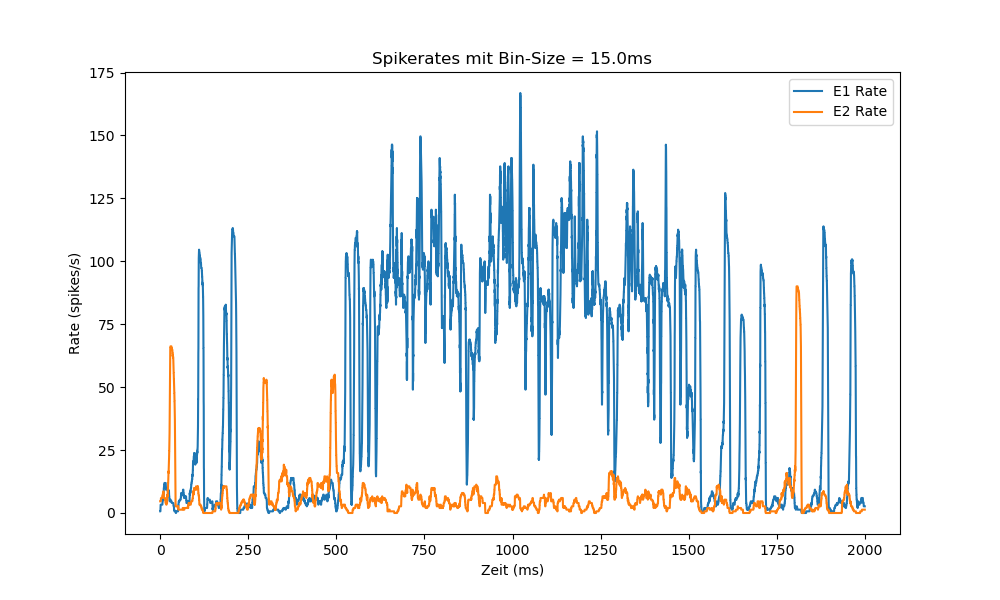 Spikerates mit Bin-Size = 15.0ms
E1 Rate
E2 Rate
Rate (spikes/s)
175
150
125
100
75
50
25
0
0 250 500 750 1000 1250 1500 1750 2000
Zeit (ms)